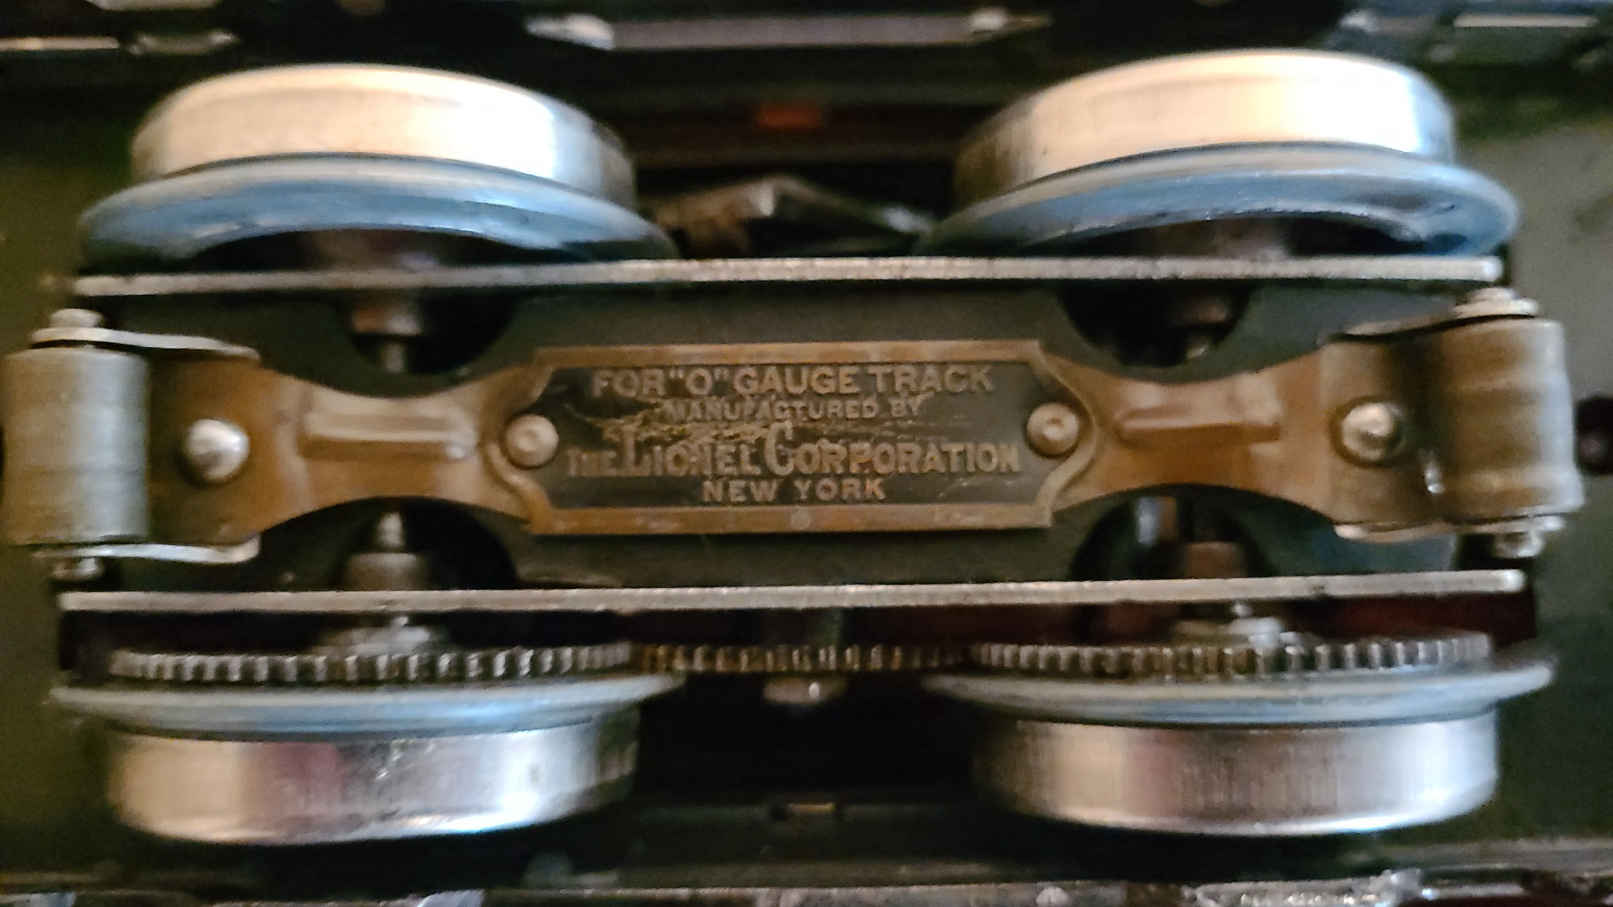 FOR "O" GAUGE TRACK
MANUFACTURED BY
THE LIONEL CORPORATION
NEW YORK